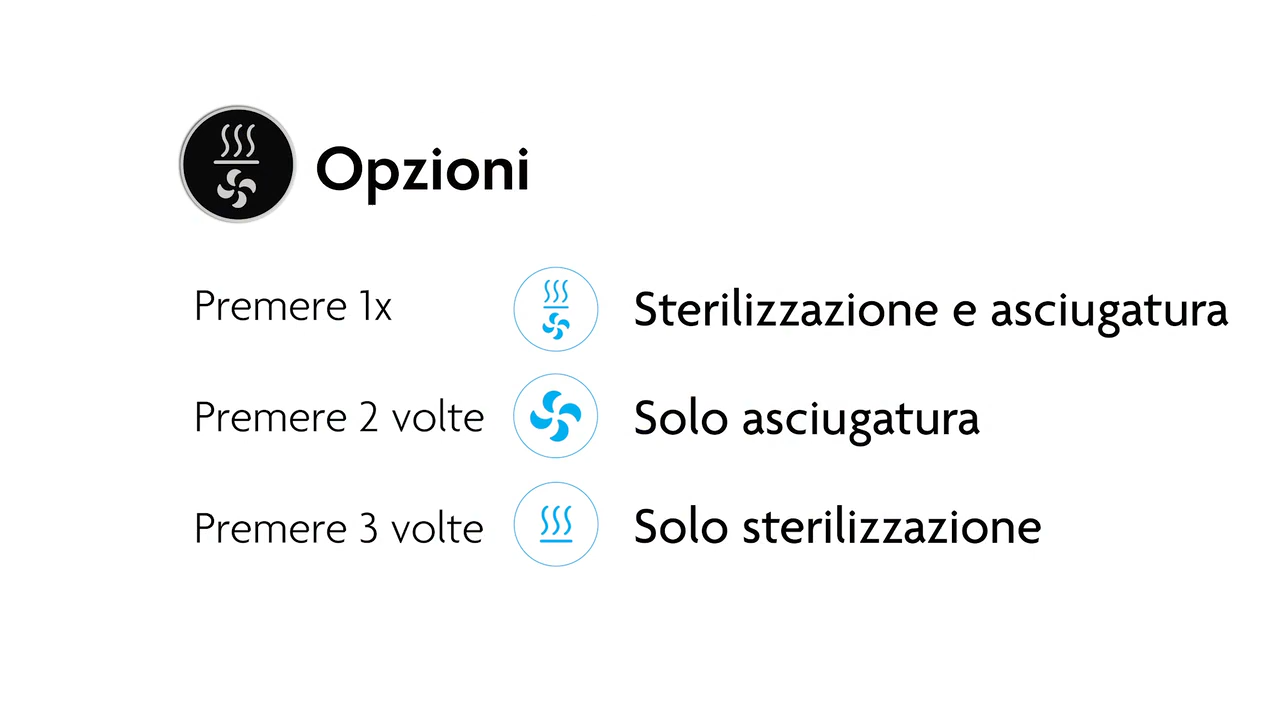 Opzioni
Premere 1x Sterilizzazione e asciugatura
Premere 2 volte Solo asciugatura
Premere 3 volte Solo sterilizzazione